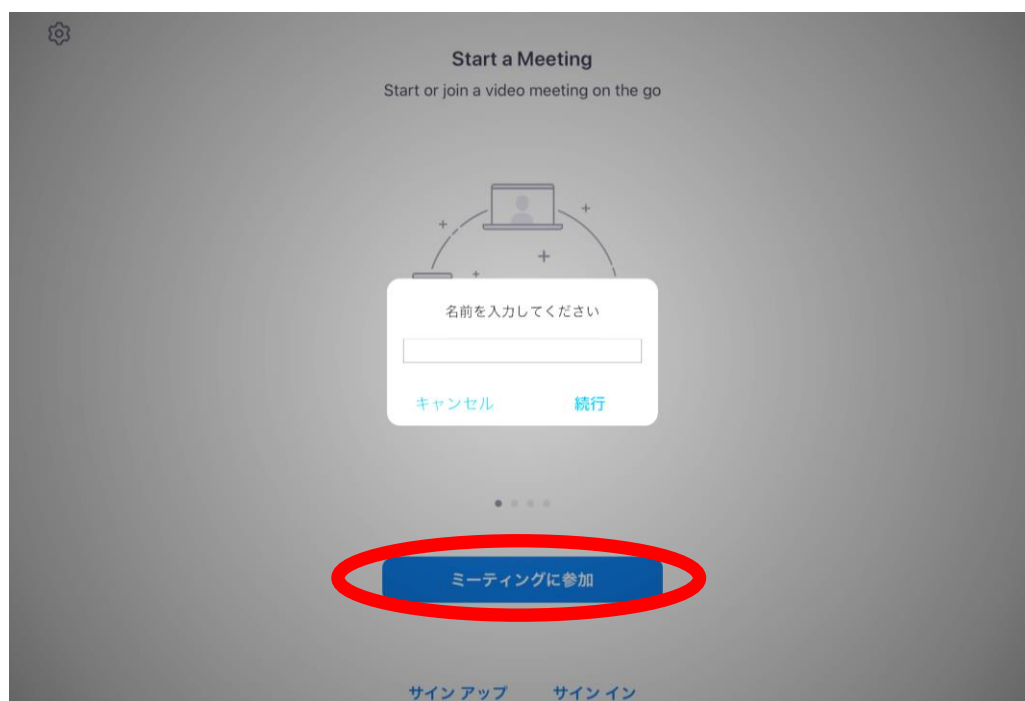 Start a Meeting
Start or join a video meeting on the go
名前を入力してください
キャンセル 続行
ミーティングに参加
サイン アップ サイン イン